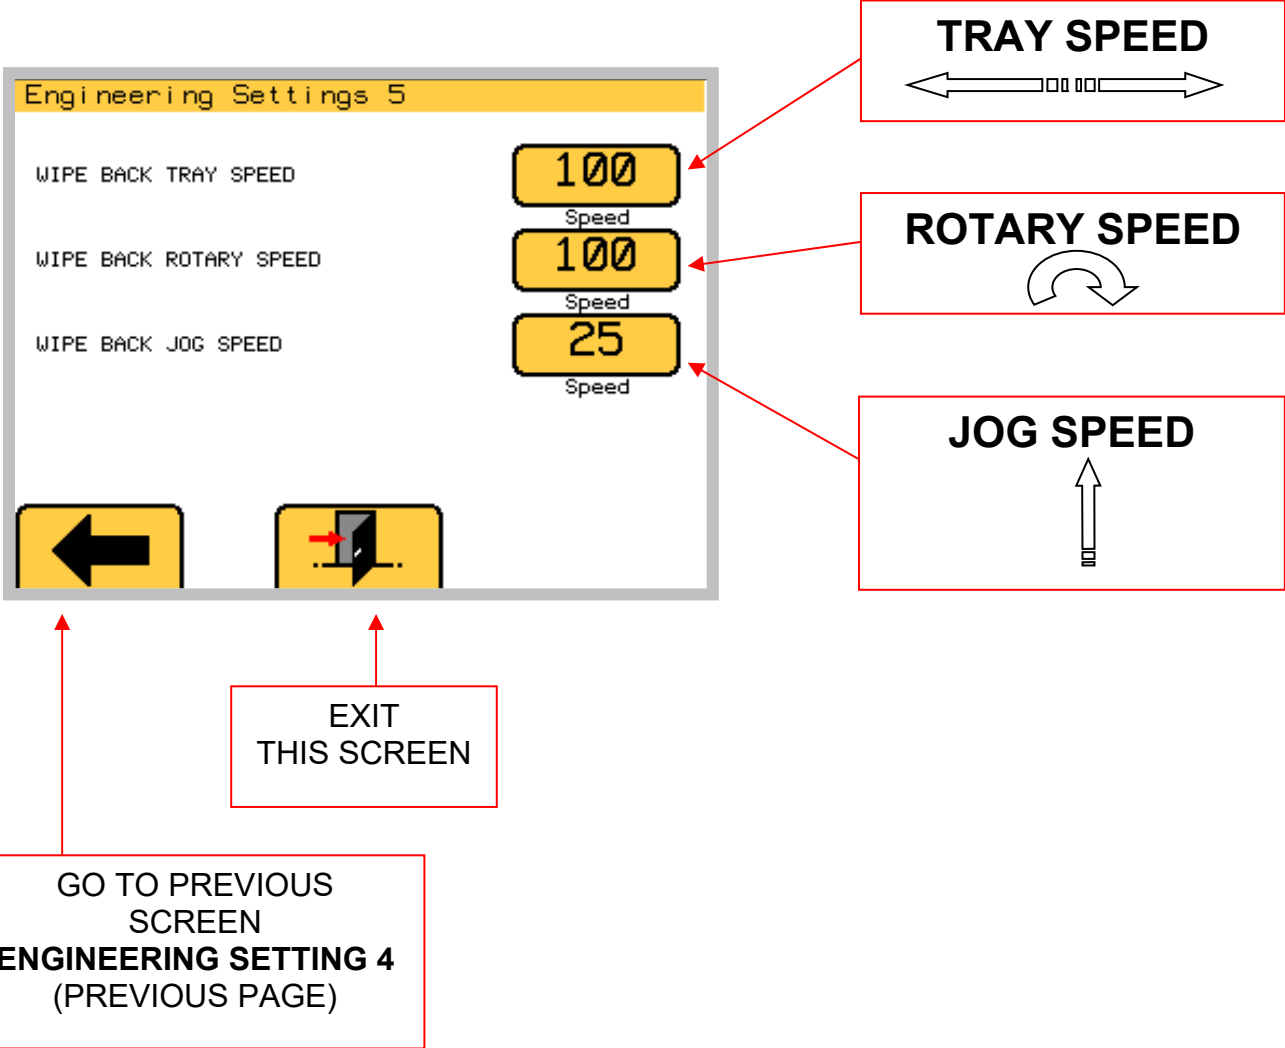 TRAY SPEED
Engineering Settings 5
WIPE BACK TRAY SPEED
100
Speed
ROTARY SPEED
WIPE BACK ROTARY SPEED
100
Speed
WIPE BACK JOG SPEED
25
Speed
JOG SPEED
EXIT
THIS SCREEN
GO TO PREVIOUS
SCREEN
ENGINEERING SETTING 4
(PREVIOUS PAGE)